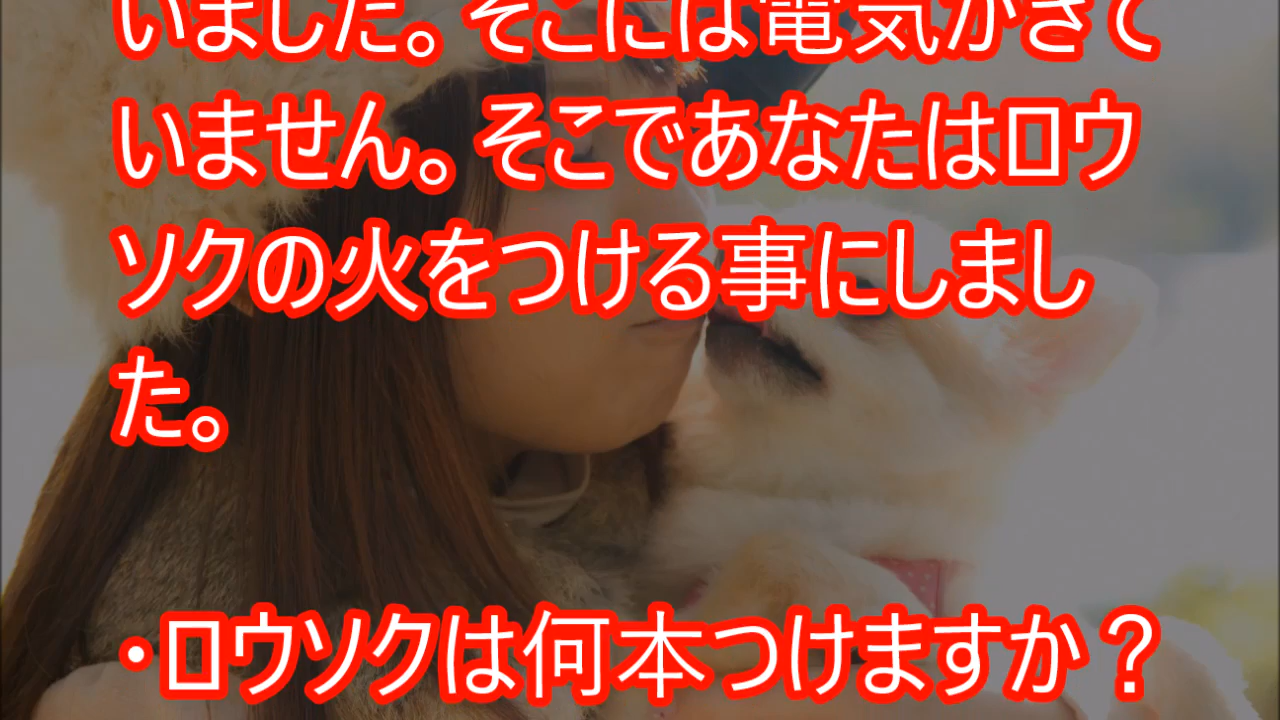 いました。そこには電気がきて
いません。そこであなたはロウ
ソクの火をつける事にしまし
た。
・ロウソクは何本つけますか？